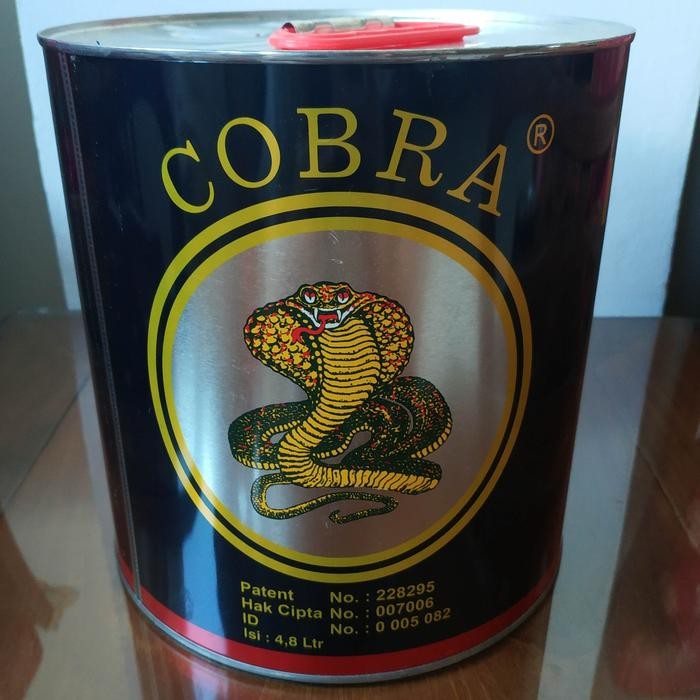 COBRA ®
Patent No. : 228295
Hak Cipta No. : 007006
ID No. : 0 005 082
Isi : 4,8 Ltr